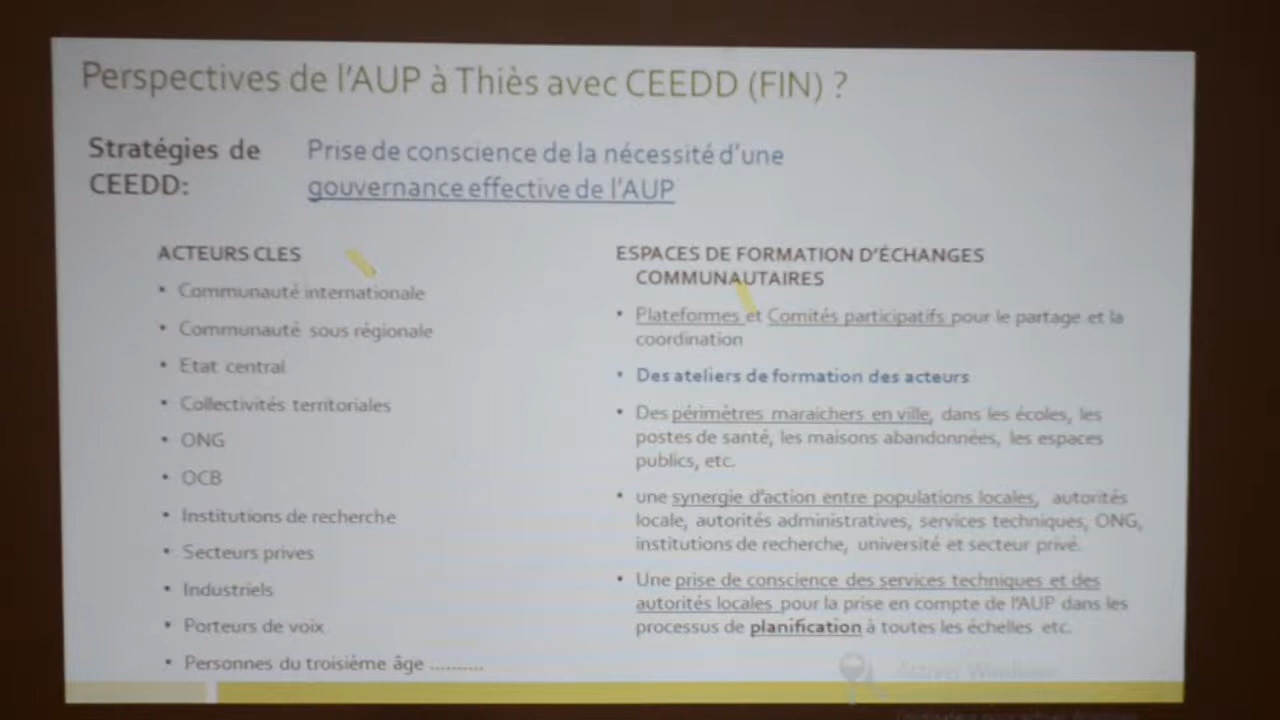 Perspectives de l'AUP à Thiès avec CEEDD (FIN) ?
Stratégies de
CEEDD:
Prise de conscience de la nécessité d'une
gouvernance effective de l'AUP
ACTEURS CLES
• Communauté internationale
• Communauté sous régionale
• Etat central
• Collectivités territoriales
• ONG
• OCB
• Institutions de recherche
• Secteurs prives
• Industriels
• Porteurs de voix
• Personnes du troisième âge ..........
ESPACES DE FORMATION D'ÉCHANGES
COMMUNAUTAIRES
• Plateformes et Comités participatifs pour le partage et la
coordination
• Des ateliers de formation des acteurs
• Des périmètres maraichers en ville, dans les écoles, les
postes de santé, les maisons abandonnées, les espaces
publics, etc.
• une synergie d'action entre populations locales, autorités
locale, autorités administratives, services techniques, ONG,
institutions de recherche, université et secteur privé.
• Une prise de conscience des services techniques et des
autorités locales pour la prise en compte de l'AUP dans les
processus de planification à toutes les échelles etc.
Activer Windows